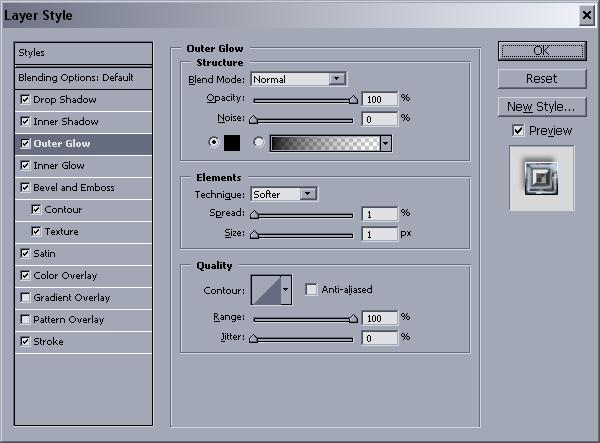 Layer Style
Styles
Blending Options: Default
Drop Shadow
Inner Shadow
Outer Glow
Inner Glow
Bevel and Emboss
Contour
Texture
Satin
Color Overlay
Gradient Overlay
Pattern Overlay
Stroke
Outer Glow
Structure
Blend Mode: Normal
Opacity: 100 %
Noise: 0 %
Elements
Technique: Softer
Spread: 1 %
Size: 1 px
Quality
Contour: Anti-aliased
Range: 100 %
Jitter: 0 %
OK
Reset
New Style...
Preview